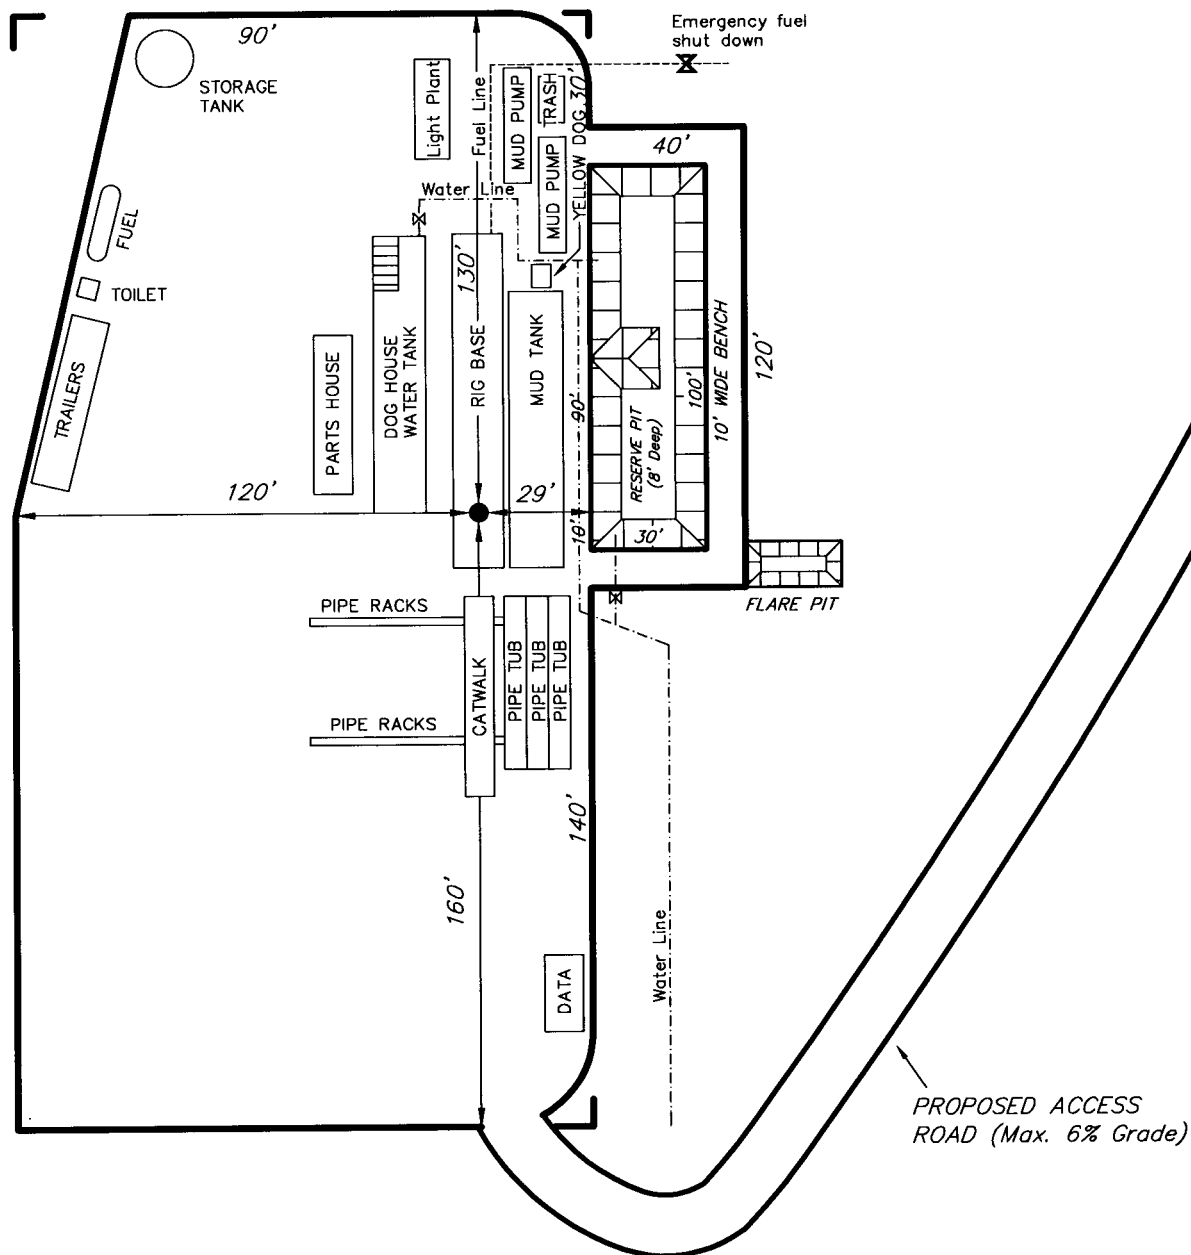 Emergency fuel
shut down
90'
STORAGE
TANK
Light Plant
Fuel Line
MUD PUMP
TRASH
MUD PUMP
YELLOW DOG
30'
40'
Water Line
FUEL
TOILET
TRAILERS
PARTS HOUSE
DOG HOUSE
WATER TANK
130'
RIG BASE
MUD TANK
90'
RESERVE PIT
(8' Deep)
100'
10' WIDE BENCH
120'
120'
29'
10'
30'
FLARE PIT
PIPE RACKS
CATWALK
PIPE TUB
PIPE TUB
PIPE TUB
PIPE RACKS
140'
160'
DATA
Water Line
PROPOSED ACCESS
ROAD (Max. 6% Grade)